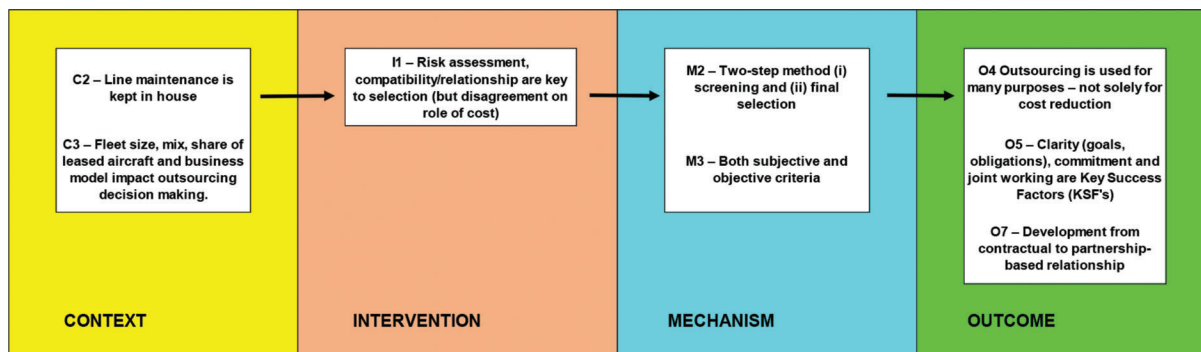 C2 – Line maintenance is
kept in house
C3 – Fleet size, mix, share of
leased aircraft and business
model impact outsourcing
decision making.
CONTEXT
I1 – Risk assessment,
compatibility/relationship are key
to selection (but disagreement on
role of cost)
INTERVENTION
M2 – Two-step method (i)
screening and (ii) final
selection
M3 – Both subjective and
objective criteria
MECHANISM
O4 Outsourcing is used for
many purposes – not solely for
cost reduction
O5 – Clarity (goals,
obligations), commitment and
joint working are Key Success
Factors (KSF's)
O7 – Development from
contractual to partnership-
based relationship
OUTCOME